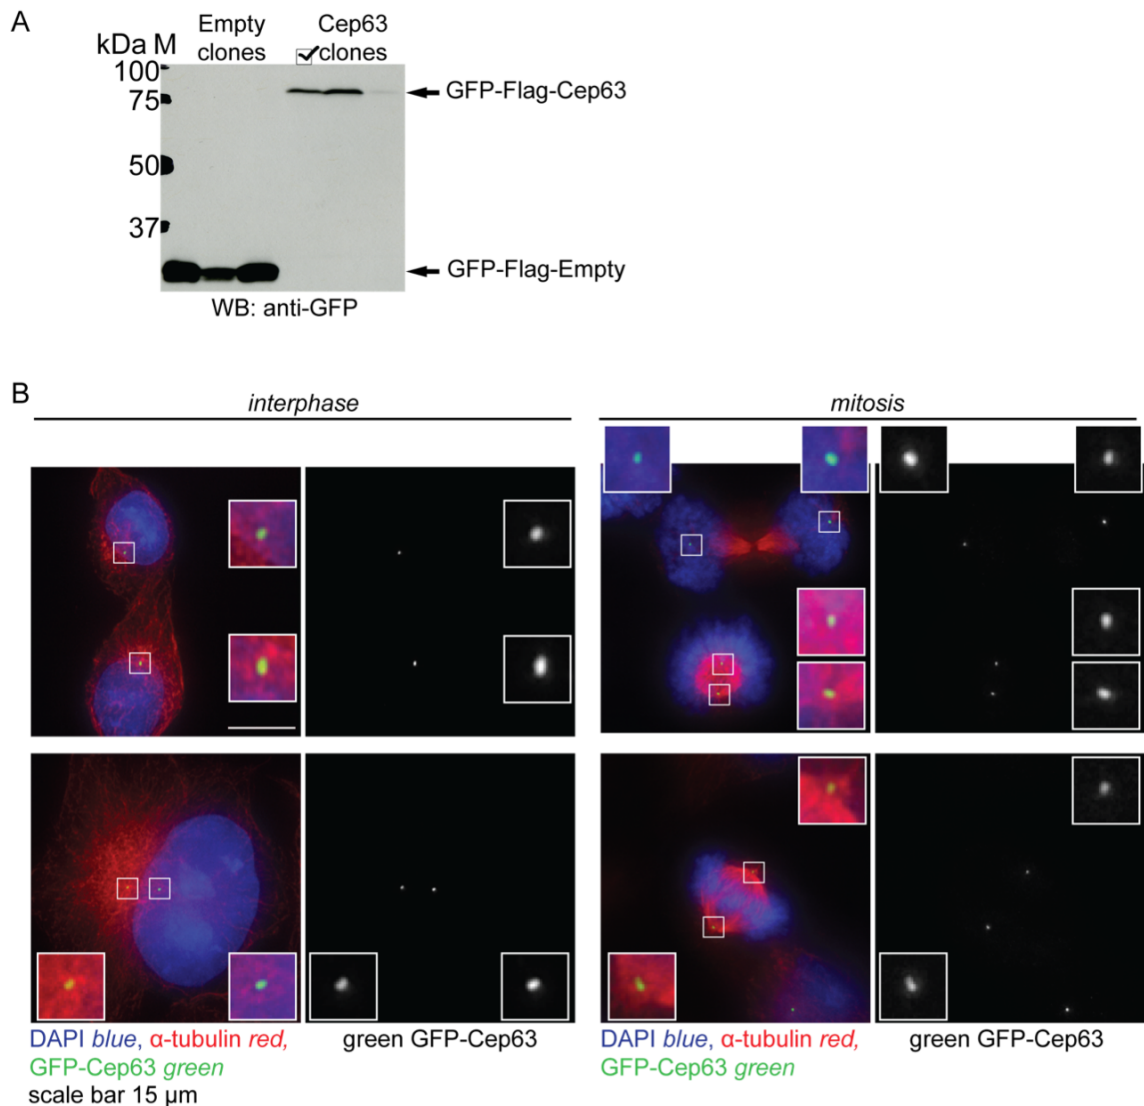 A
Empty
clones
Cep63
clones
kDa M
100
75
50
37
GFP-Flag-Cep63
GFP-Flag-Empty
WB: anti-GFP
B
interphase
mitosis
DAPI blue, α-tubulin red,
GFP-Cep63 green
scale bar 15 µm
green GFP-Cep63
DAPI blue, α-tubulin red,
GFP-Cep63 green
green GFP-Cep63